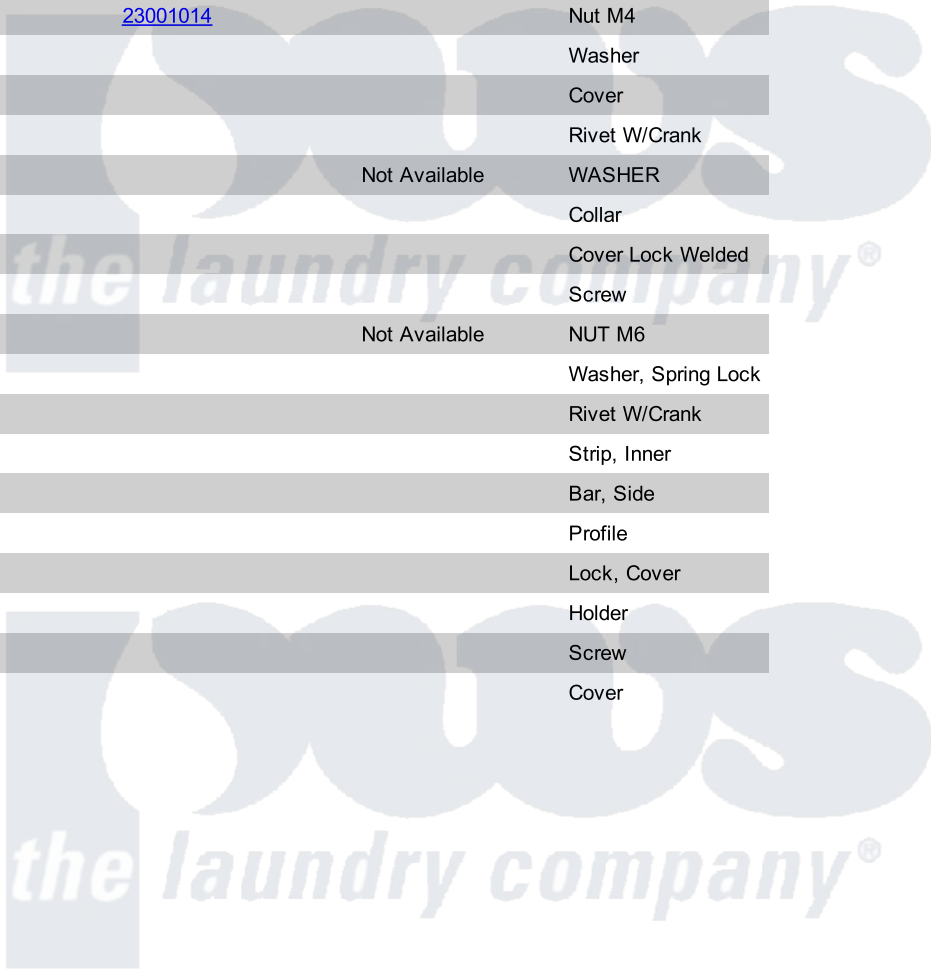 23001014 Nut M4
Washer
Cover
Rivet W/Crank
Not Available WASHER
Collar
Cover Lock Welded
Screw
Not Available NUT M6
Washer, Spring Lock
Rivet W/Crank
Strip, Inner
Bar, Side
Profile
Lock, Cover
Holder
Screw
Cover
pws
the laundry company®
pws
the laundry company®